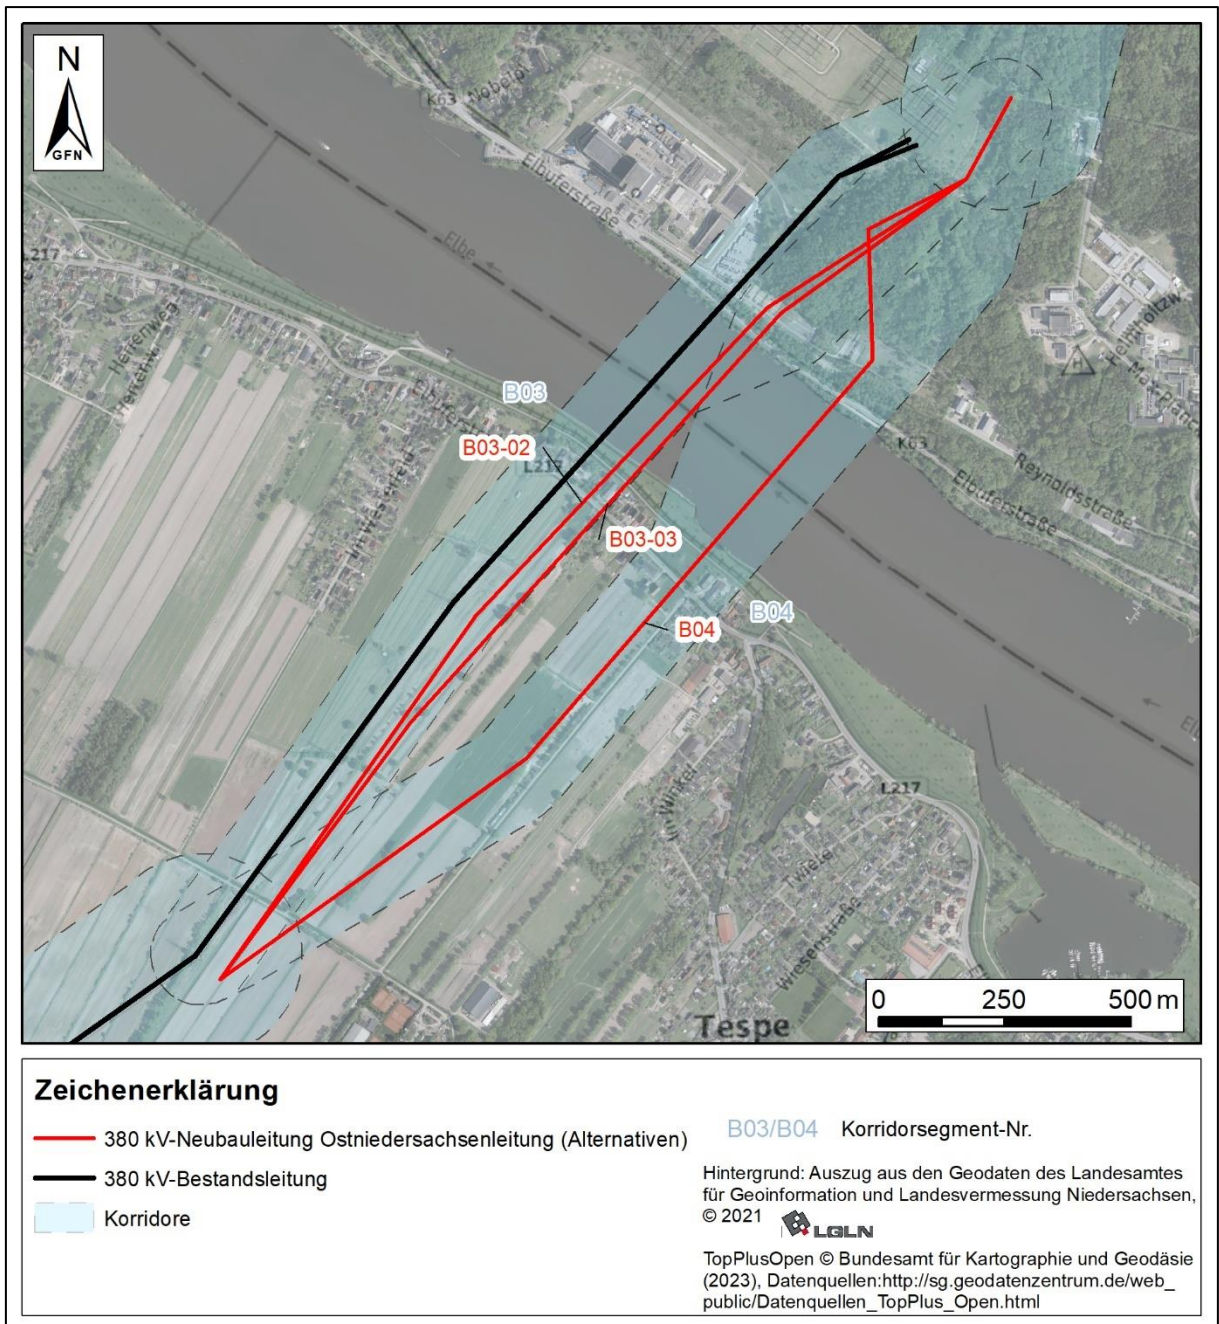 N
GFN
K63
Nobelpl.
Elbuferstraße
L217
Elbe
Herrenweg
B03
B03-02
L217
Im Westerfeld
B03-03
K63
Reynoldsstraße
Elbuferstraße
B04
B04
L217
Im Winkel
Twiete
Wiesenstraße
Tespe
0 250 500 m
Zeichenerklärung
380 kV-Neubauleitung Ostniedersachsenleitung (Alternativen)
380 kV-Bestandsleitung
Korridore
B03/B04 Korridorsegment-Nr.
Hintergrund: Auszug aus den Geodaten des Landesamtes
für Geoinformation und Landesvermessung Niedersachsen,
© 2021 LGLN
TopPlusOpen © Bundesamt für Kartographie und Geodäsie
(2023), Datenquellen:http://sg.geodatenzentrum.de/web_
public/Datenquellen_TopPlus_Open.html